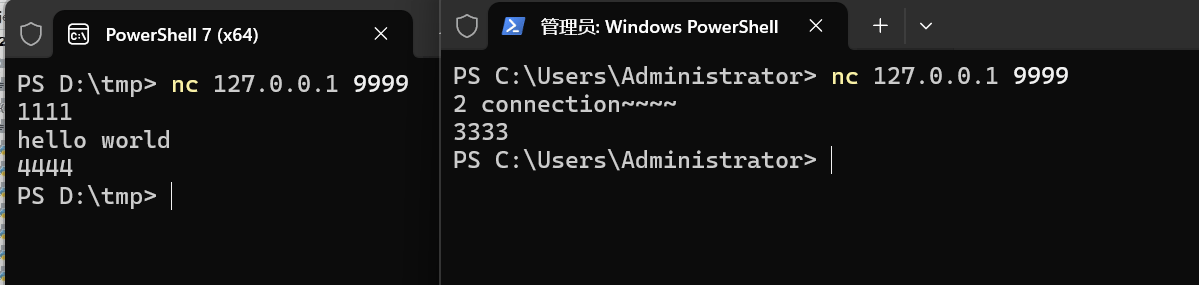 PowerShell 7 (x64)
PS D:\tmp> nc 127.0.0.1 9999
1111
hello world
4444
PS D:\tmp>
管理员: Windows PowerShell
PS C:\Users\Administrator> nc 127.0.0.1 9999
2 connection~~~~
3333
PS C:\Users\Administrator>